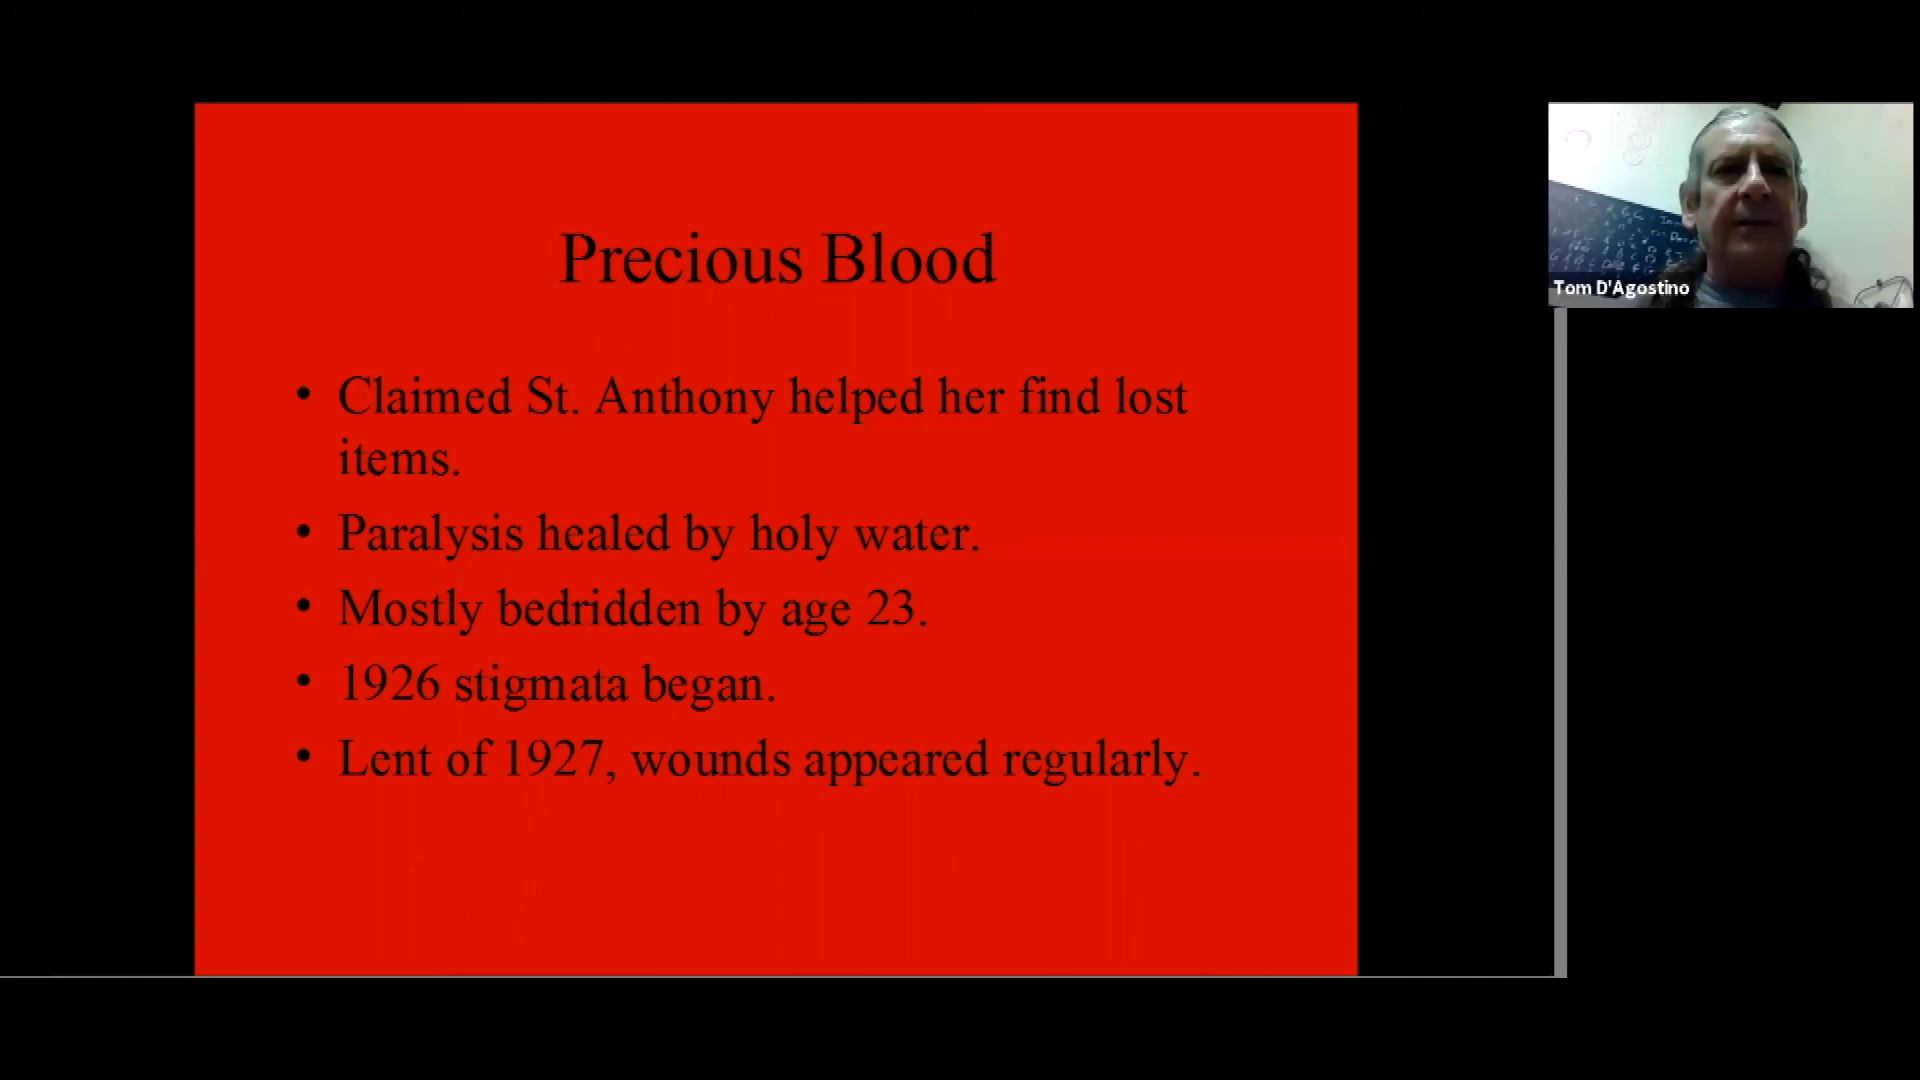 Precious Blood
• Claimed St. Anthony helped her find lost
items.
• Paralysis healed by holy water.
• Mostly bedridden by age 23.
• 1926 stigmata began.
• Lent of 1927, wounds appeared regularly.
Tom D'Agostino